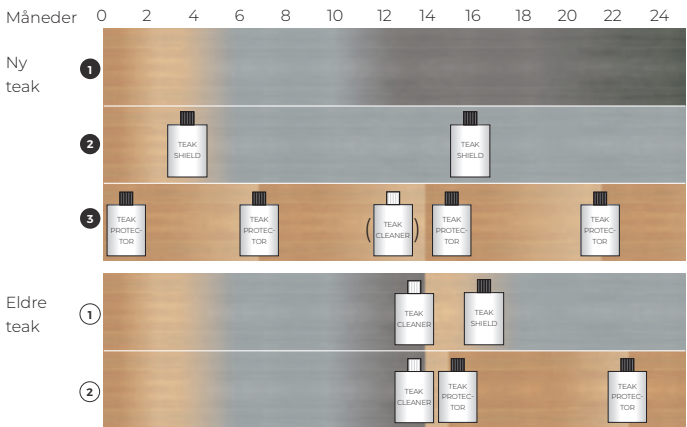 Måneder 0 2 4 6 8 10 12 14 16 18 20 22 24
Ny
teak
1
2
TEAK
SHIELD
TEAK
SHIELD
3
TEAK
PROTEC-
TOR
TEAK
PROTEC-
TOR
( TEAK
CLEANER )
TEAK
PROTEC-
TOR
TEAK
PROTEC-
TOR
Eldre
teak
1
TEAK
CLEANER
TEAK
SHIELD
2
TEAK
CLEANER
TEAK
PROTEC-
TOR
TEAK
PROTEC-
TOR